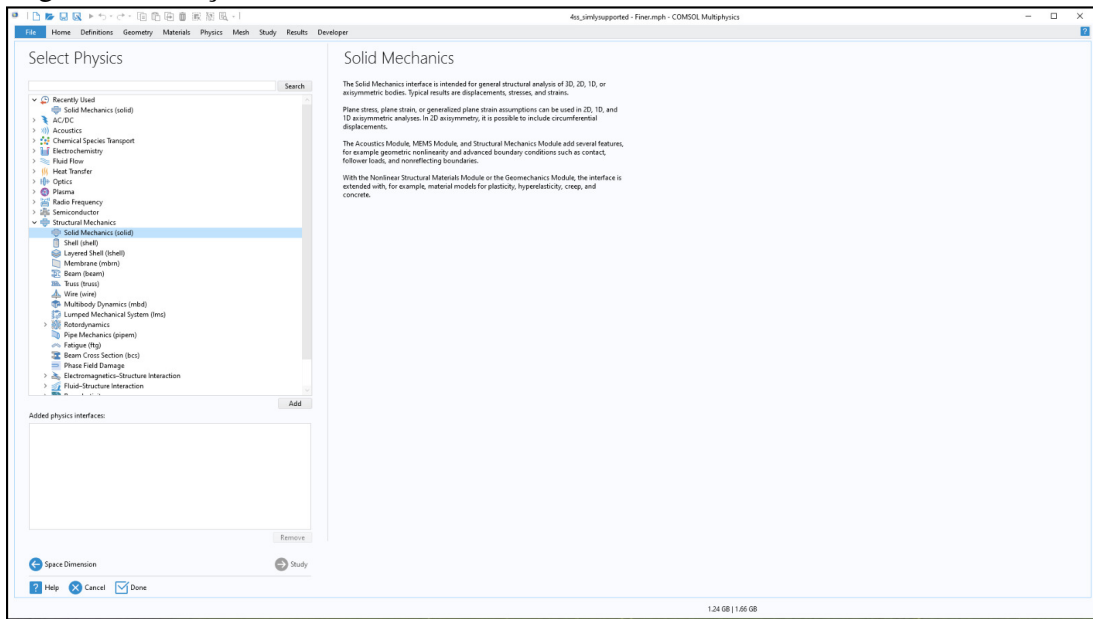 4ss_simlysupported - Finer.mph - COMSOL Multiphysics
File Home Definitions Geometry Materials Physics Mesh Study Results Developer
Select Physics
Search
Recently Used
Solid Mechanics (solid)
AC/DC
Acoustics
Chemical Species Transport
Electrochemistry
Fluid Flow
Heat Transfer
Optics
Plasma
Radio Frequency
Semiconductor
Structural Mechanics
Solid Mechanics (solid)
Shell (shell)
Layered Shell (lshell)
Membrane (mbrn)
Beam (beam)
Truss (truss)
Wire (wire)
Multibody Dynamics (mbd)
Lumped Mechanical System (lms)
Rotordynamics
Pipe Mechanics (pipem)
Fatigue (ftg)
Beam Cross Section (bcs)
Phase Field Damage
Electromagnetics-Structure Interaction
Fluid-Structure Interaction
Add
Added physics interfaces:
Remove
Space Dimension
Study
Help Cancel Done
Solid Mechanics
The Solid Mechanics interface is intended for general structural analysis of 3D, 2D, 1D, or
axisymmetric bodies. Typical results are displacements, stresses, and strains.
Plane stress, plane strain, or generalized plane strain assumptions can be used in 2D, 1D, and
1D axisymmetric analyses. In 2D axisymmetry, it is possible to include circumferential
displacements.
The Acoustics Module, MEMS Module, and Structural Mechanics Module add several features,
for example geometric nonlinearity and advanced boundary conditions such as contact,
follower loads, and nonreflecting boundaries.
With the Nonlinear Structural Materials Module or the Geomechanics Module, the interface is
extended with, for example, material models for plasticity, hyperelasticity, creep, and
concrete.
1.24 GB | 1.66 GB